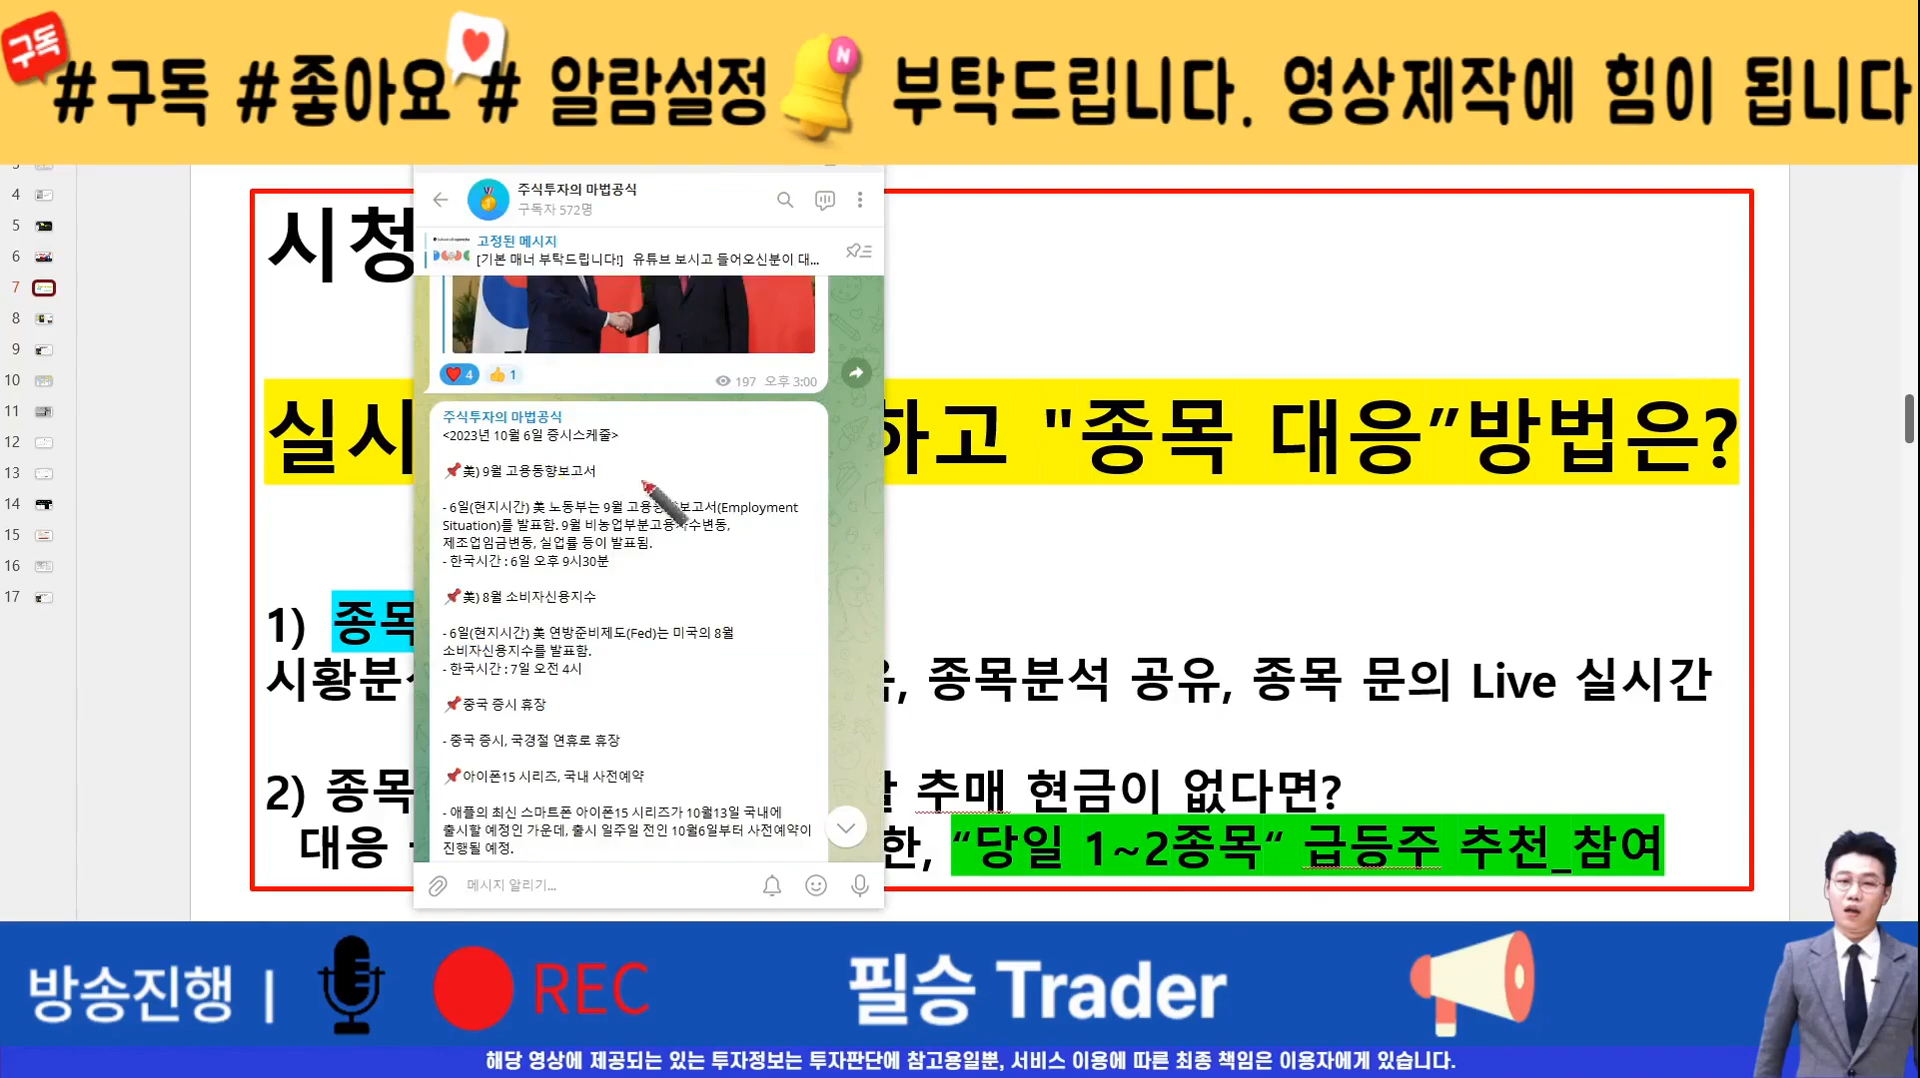 구독
#구독 #좋아요 # 알람설정 부탁드립니다. 영상제작에 힘이 됩니다
N
4
5
6
7
8
9
10
11
12
13
14
15
16
17
시청
실시
하고 "종목 대응”방법은?
1) 종목
시황분
, 종목분석 공유, 종목 문의 Live 실시간
2) 종목
추매 현금이 없다면?
대응
한, “당일 1~2종목“ 급등주 추천_참여
주식투자의 마법공식
구독자 572명
고정된 메시지
[기본 매너 부탁드립니다!] 유튜브 보시고 들어오신분이 대...
4
1
197 오후 3:00
주식투자의 마법공식
<2023년 10월 6일 증시스케줄>
📌美) 9월 고용동향보고서
- 6일(현지시간) 美 노동부는 9월 고용 보고서(Employment
Situation)를 발표함. 9월 비농업부분고용 수변동,
제조업임금변동, 실업률 등이 발표됨.
- 한국시간 : 6일 오후 9시30분
📌美) 8월 소비자신용지수
- 6일(현지시간) 美 연방준비제도(Fed)는 미국의 8월
소비자신용지수를 발표함.
- 한국시간 : 7일 오전 4시
📌중국 증시 휴장
- 중국 증시, 국경절 연휴로 휴장
📌아이폰15 시리즈, 국내 사전예약
- 애플의 최신 스마트폰 아이폰15 시리즈가 10월13일 국내에
출시할 예정인 가운데, 출시 일주일 전인 10월6일부터 사전예약이
진행될 예정.
메시지 알리기...
방송진행 | REC 필승 Trader
해당 영상에 제공되는 있는 투자정보는 투자판단에 참고용일뿐, 서비스 이용에 따른 최종 책임은 이용자에게 있습니다.